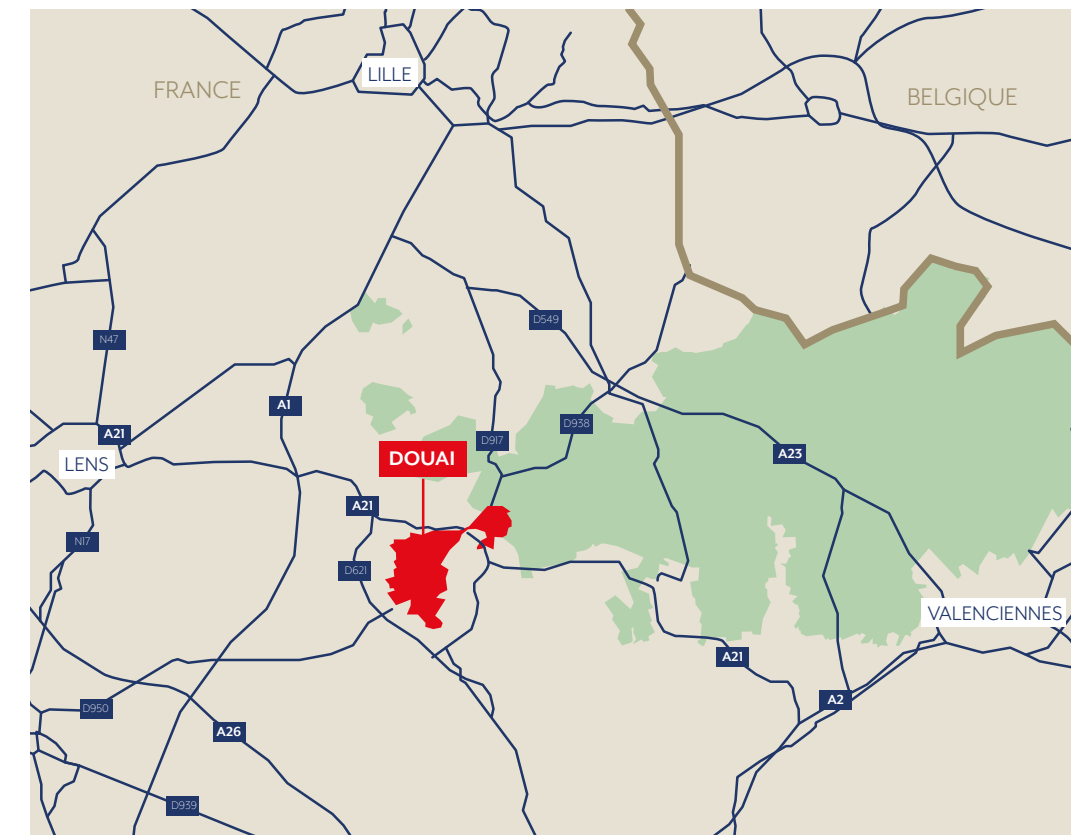 LILLE
FRANCE
BELGIQUE
D549
N47
A1
D938
A21
D917
A23
DOUAI
LENS
A21
N17
D621
VALENCIENNES
A21
A2
D950
A26
D939